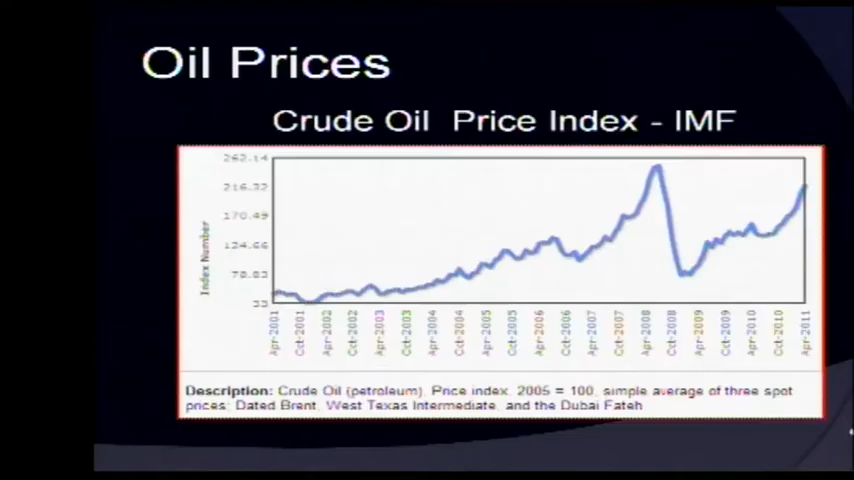 Oil Prices
Crude Oil Price Index - IMF
262.14
216.32
170.49
124.66
78.83
33
Index Number
Apr-2001
Oct-2001
Apr-2002
Oct-2002
Apr-2003
Oct-2003
Apr-2004
Oct-2004
Apr-2005
Oct-2005
Apr-2006
Oct-2006
Apr-2007
Oct-2007
Apr-2008
Oct-2008
Apr-2009
Oct-2009
Apr-2010
Oct-2010
Apr-2011
Description: Crude Oil (petroleum), Price index, 2005 = 100, simple average of three spot
prices; Dated Brent, West Texas Intermediate, and the Dubai Fateh